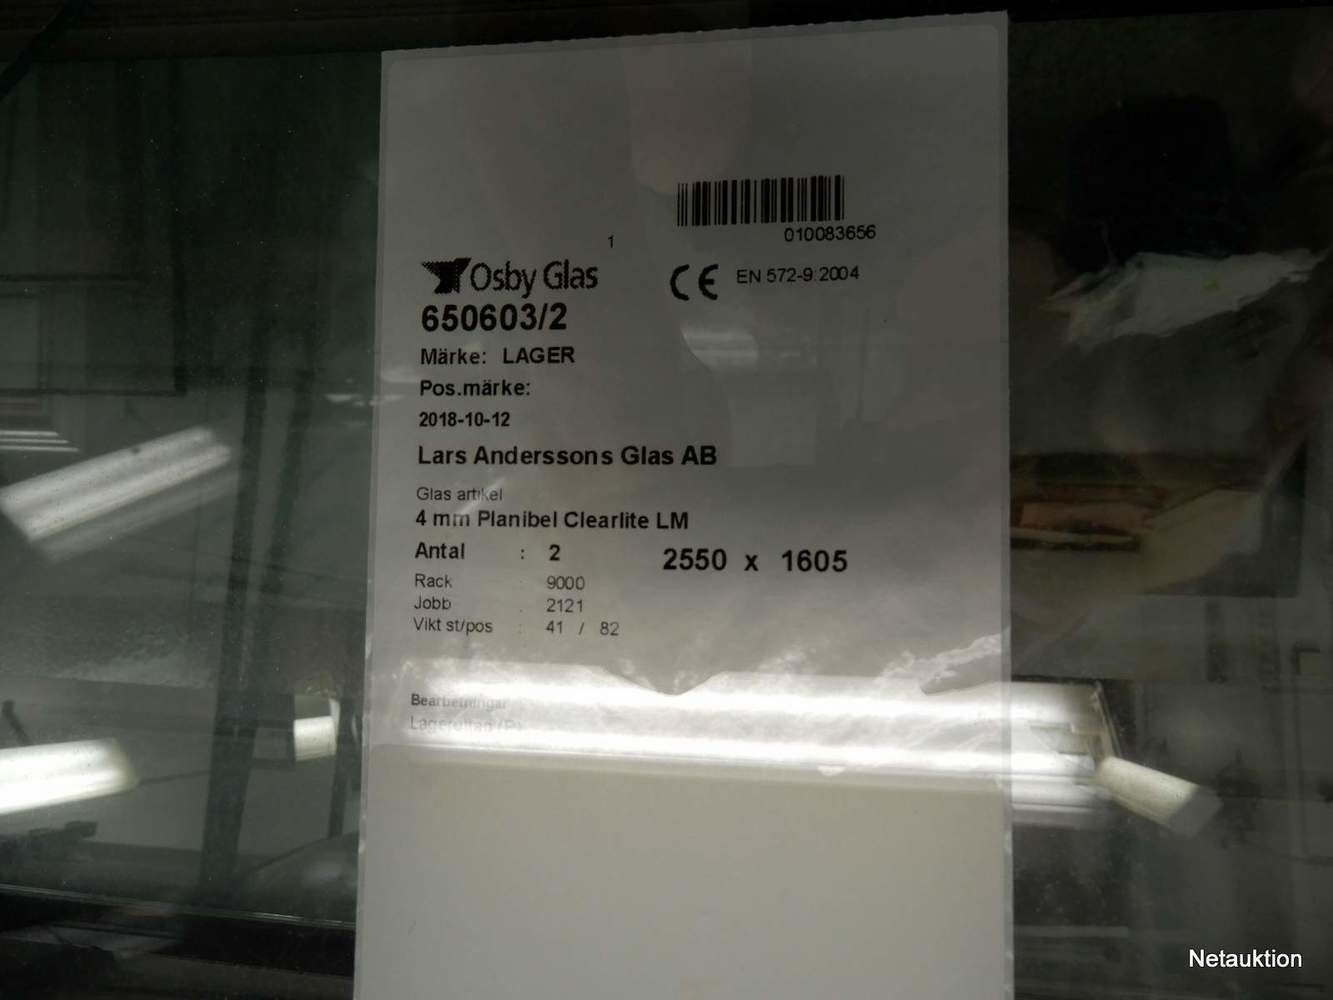 010083656
1
Osby Glas
CE EN 572-9:2004
650603/2
Märke: LAGER
Pos.märke:
2018-10-12
Lars Anderssons Glas AB
Glas artikel
4 mm Planibel Clearlite LM
Antal : 2 2550 x 1605
Rack : 9000
Jobb : 2121
Vikt st/pos : 41 / 82
Bearbetningar
Netauktion